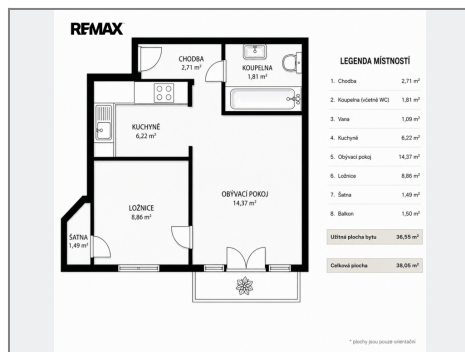 REMAX
CHODBA
2,71 m²
KOUPELNA
1,81 m²
KUCHYNĚ
6,22 m²
OBÝVACÍ POKOJ
14,37 m²
LOŽNICE
8,86 m²
ŠATNA
1,49 m²
LEGENDA MÍSTNOSTÍ
1. Chodba 2,71 m²
2. Koupelna (včetně WC) 1,81 m²
3. Vana 1,09 m²
4. Kuchyně 6,22 m²
5. Obývací pokoj 14,37 m²
6. Ložnice 8,86 m²
7. Šatna 1,49 m²
8. Balkon 1,50 m²
Užitná plocha bytu 36,55 m²
Celková plocha 38,05 m²
* plochy jsou pouze orientační